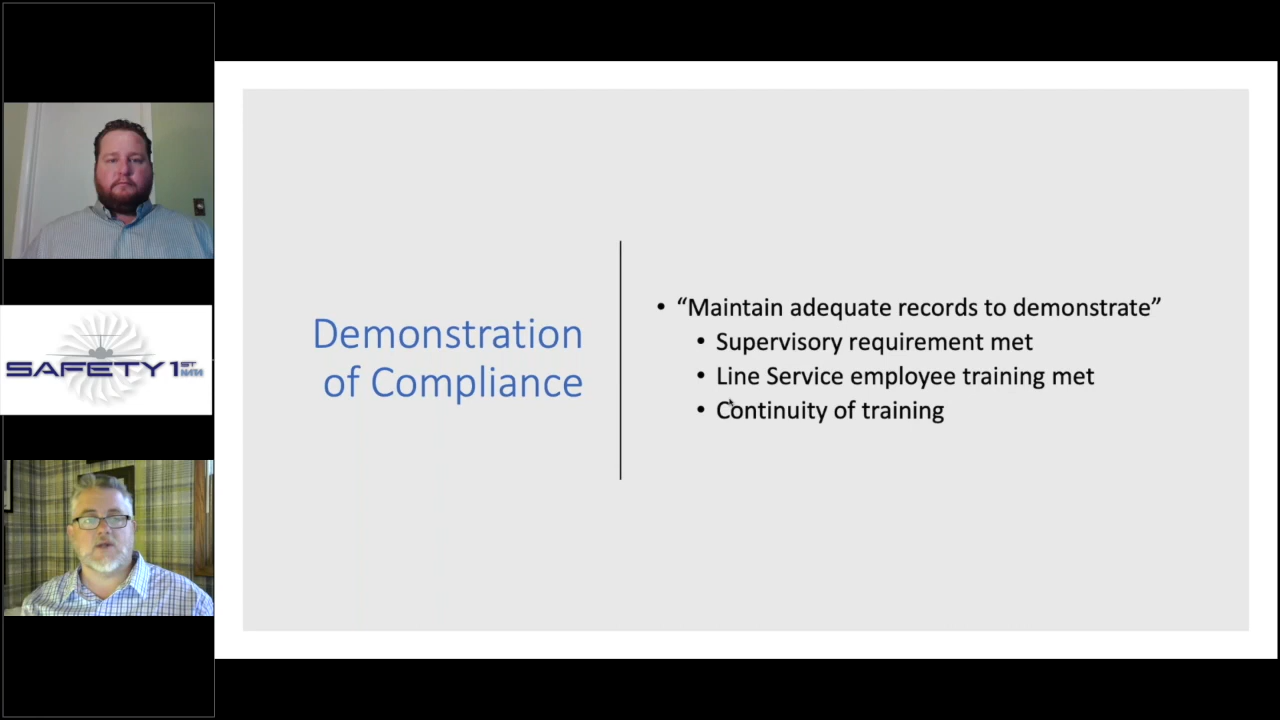 SAFETY 1ST
NATA
Demonstration
of Compliance
• “Maintain adequate records to demonstrate”
• Supervisory requirement met
• Line Service employee training met
• Continuity of training